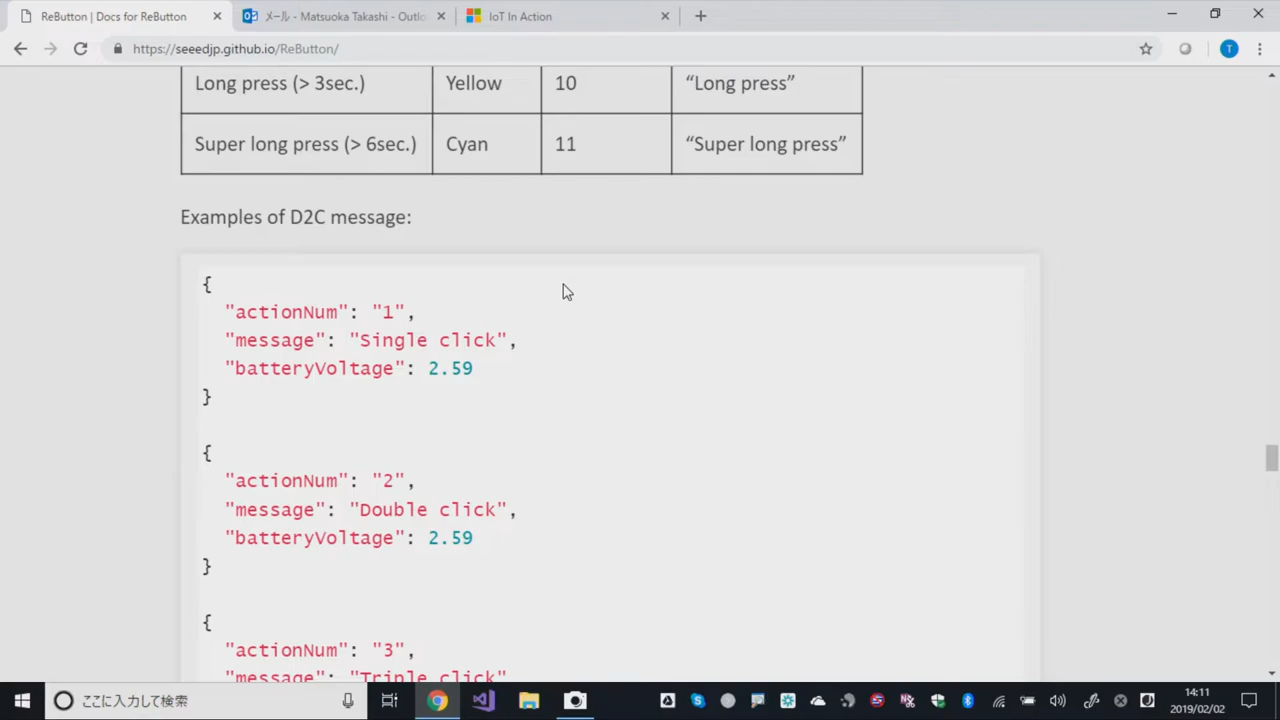 ReButton | Docs for ReButton
メール - Matsuoka Takashi - Outlo
IoT In Action
https://seeedjp.github.io/ReButton/
T
Long press (> 3sec.) Yellow 10 “Long press”
Super long press (> 6sec.) Cyan 11 “Super long press”
Examples of D2C message:
{
"actionNum": "1",
"message": "Single click",
"batteryVoltage": 2.59
}
{
"actionNum": "2",
"message": "Double click",
"batteryVoltage": 2.59
}
{
"actionNum": "3",
"message": "Triple click"
ここに入力して検索
14:11
2019/02/02